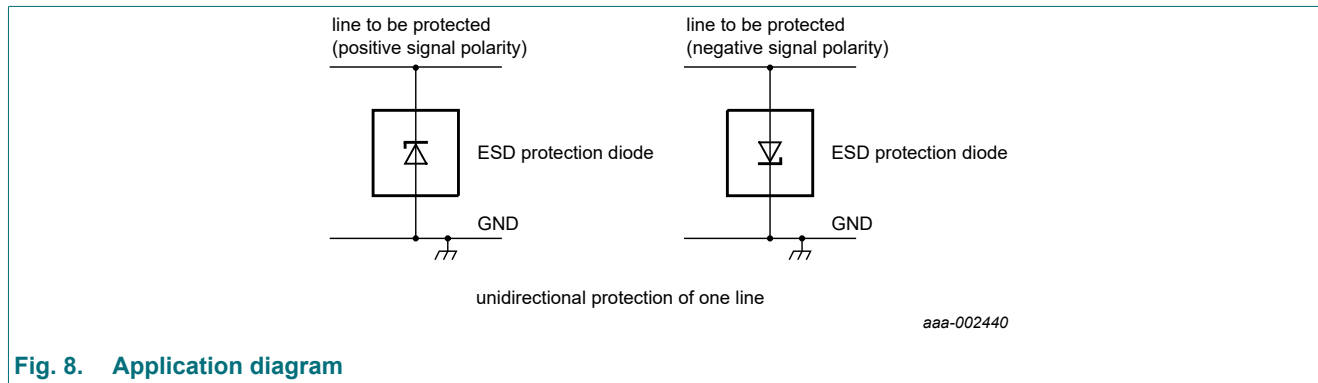 line to be protected
(positive signal polarity)
ESD protection diode
GND
line to be protected
(negative signal polarity)
ESD protection diode
GND
unidirectional protection of one line
aaa-002440
Fig. 8. Application diagram